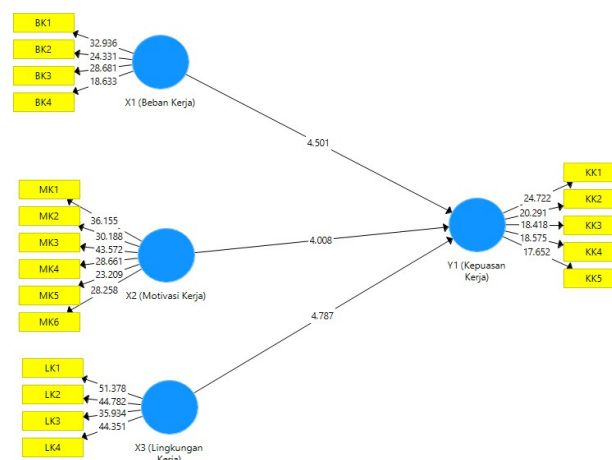 BK1
BK2
BK3
BK4
32.936
24.331
28.681
18.633
X1 (Beban Kerja)
4.501
MK1
MK2
MK3
MK4
MK5
MK6
36.155
30.188
43.572
28.661
23.209
28.258
X2 (Motivasi Kerja)
4.008
LK1
LK2
LK3
LK4
51.378
44.782
35.934
44.351
X3 (Lingkungan
Kerja)
4.787
Y1 (Kepuasan
Kerja)
24.722
20.291
18.418
18.575
17.652
KK1
KK2
KK3
KK4
KK5